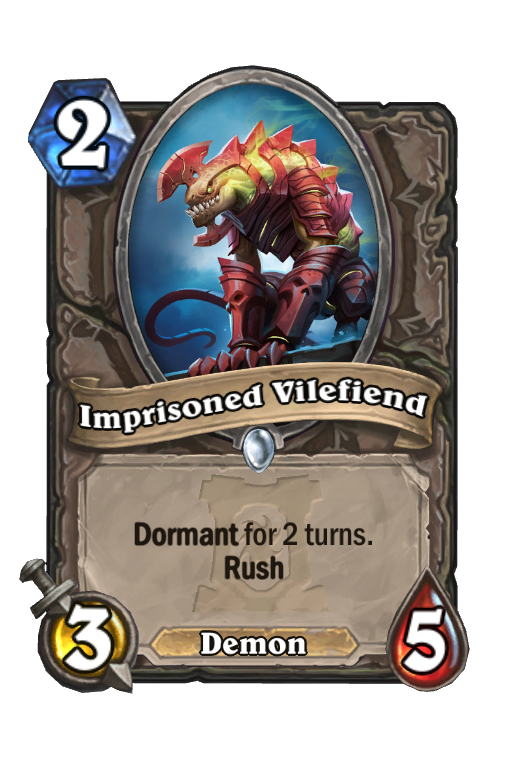 2
Imprisoned Vilefiend
Dormant for 2 turns.
Rush
3
Demon
5